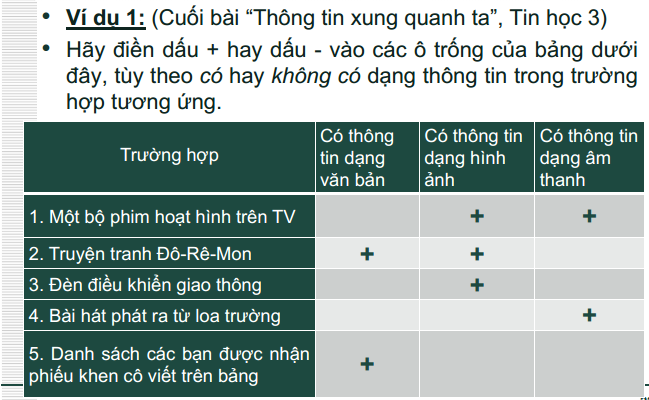 • Ví dụ 1: (Cuối bài “Thông tin xung quanh ta”, Tin học 3)
• Hãy điền dấu + hay dấu - vào các ô trống của bảng dưới
đây, tùy theo có hay không có dạng thông tin trong trường
hợp tương ứng.
Trường hợp
Có thông
tin dạng
văn bản
Có thông tin
dạng hình
ảnh
Có thông tin
dạng âm
thanh
1. Một bộ phim hoạt hình trên TV + +
2. Truyện tranh Đô-Rê-Mon + +
3. Đèn điều khiển giao thông +
4. Bài hát phát ra từ loa trường +
5. Danh sách các bạn được nhận
phiếu khen cô viết trên bảng +